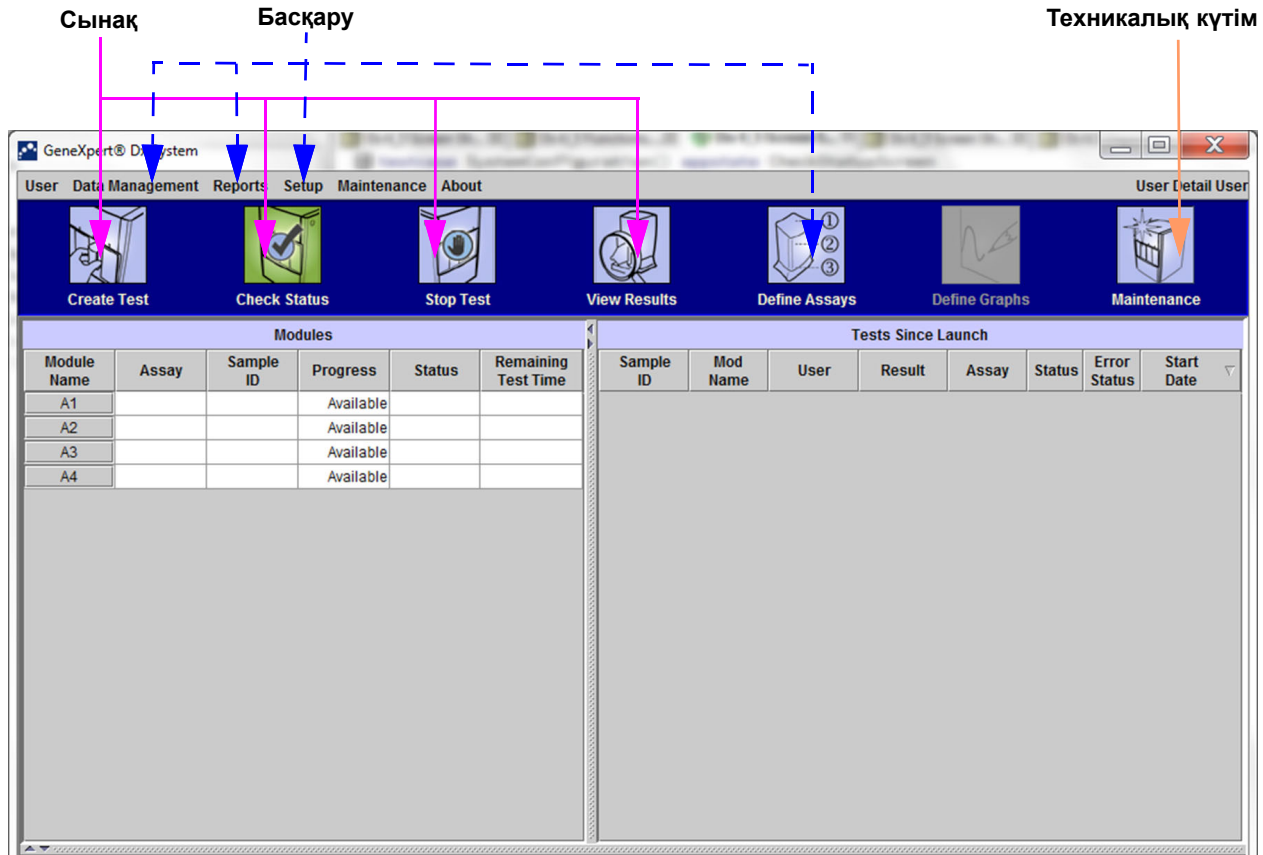 Сынақ Басқару Техникалық күтім
GeneXpert® Dx System
User Data Management Reports Setup Maintenance About User Detail User
Create Test Check Status Stop Test View Results Define Assays Define Graphs Maintenance
Modules Tests Since Launch
Module Name Assay Sample ID Progress Status Remaining Test Time Sample ID Mod Name User Result Assay Status Error Status Start Date
A1 Available
A2 Available
A3 Available
A4 Available